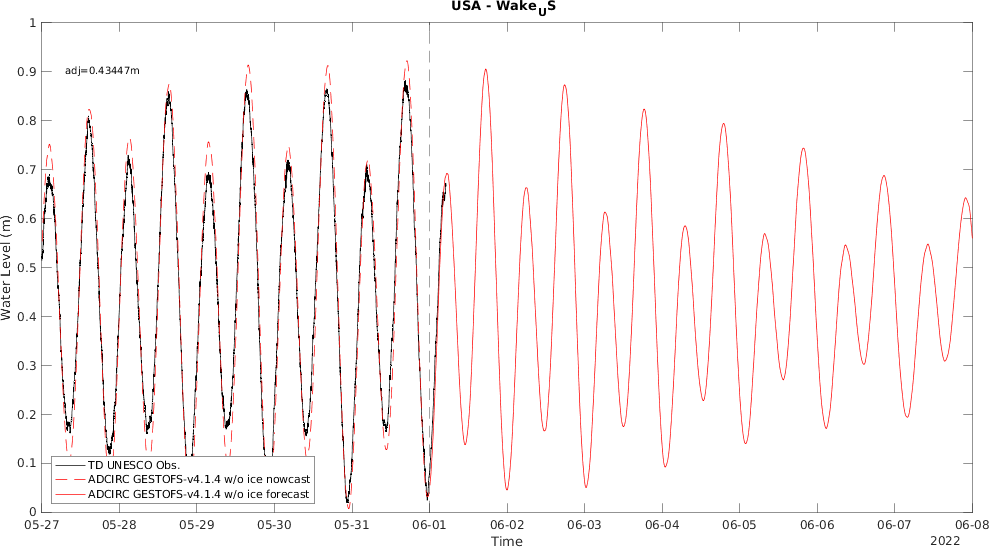 USA - Wake_US
1
0.9
0.8
0.7
0.6
0.5
0.4
0.3
0.2
0.1
0
Water Level (m)
adj=0.43447m
TD UNESCO Obs.
ADCIRC GESTOFS-v4.1.4 w/o ice nowcast
ADCIRC GESTOFS-v4.1.4 w/o ice forecast
05-27 05-28 05-29 05-30 05-31 06-01 06-02 06-03 06-04 06-05 06-06 06-07 06-08
Time
2022